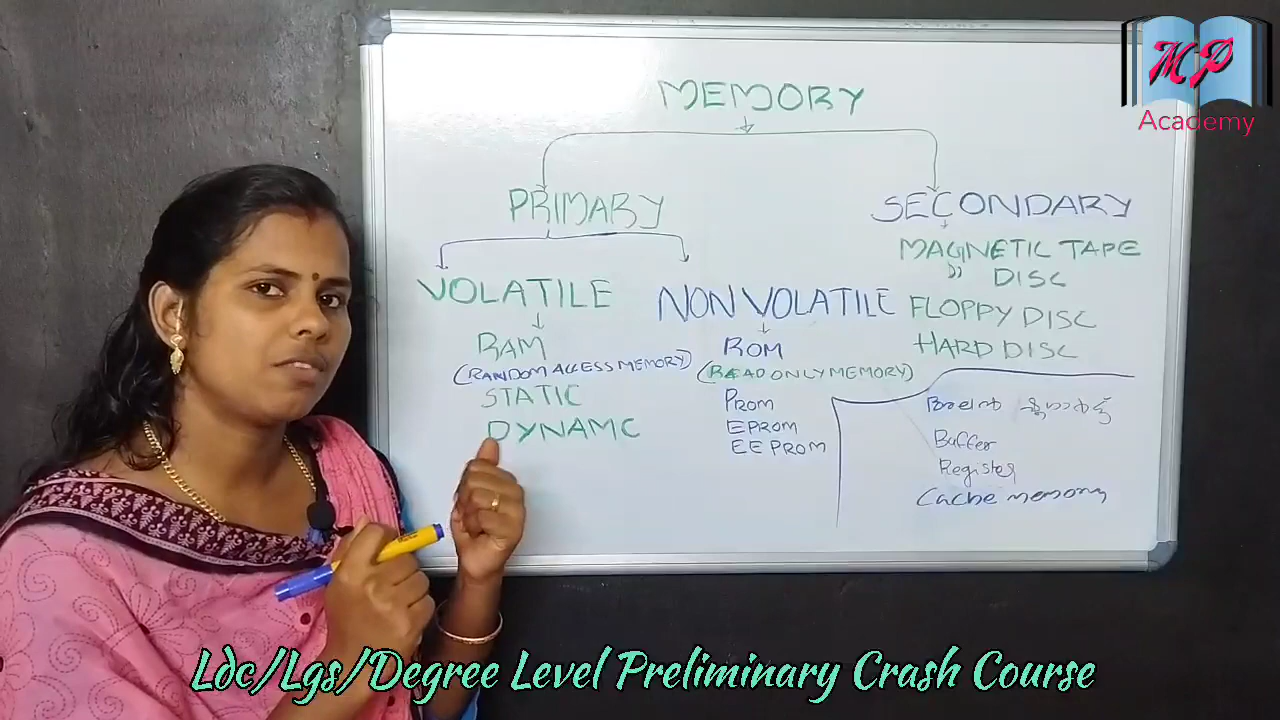 MP
Academy
MEMORY
PRIMARY
SECONDARY
MAGNETIC TAPE
" DISC
FLOPPY DISC
HARD DISC
VOLATILE
RAM
(RANDOM ACCESS MEMORY)
STATIC
DYNAMC
NON VOLATILE
ROM
(READ ONLY MEMORY)
PROM
EPROM
EEPROM
Buffer
Register
Cache memory
Ldc/Lgs/Degree Level Preliminary Crash Course